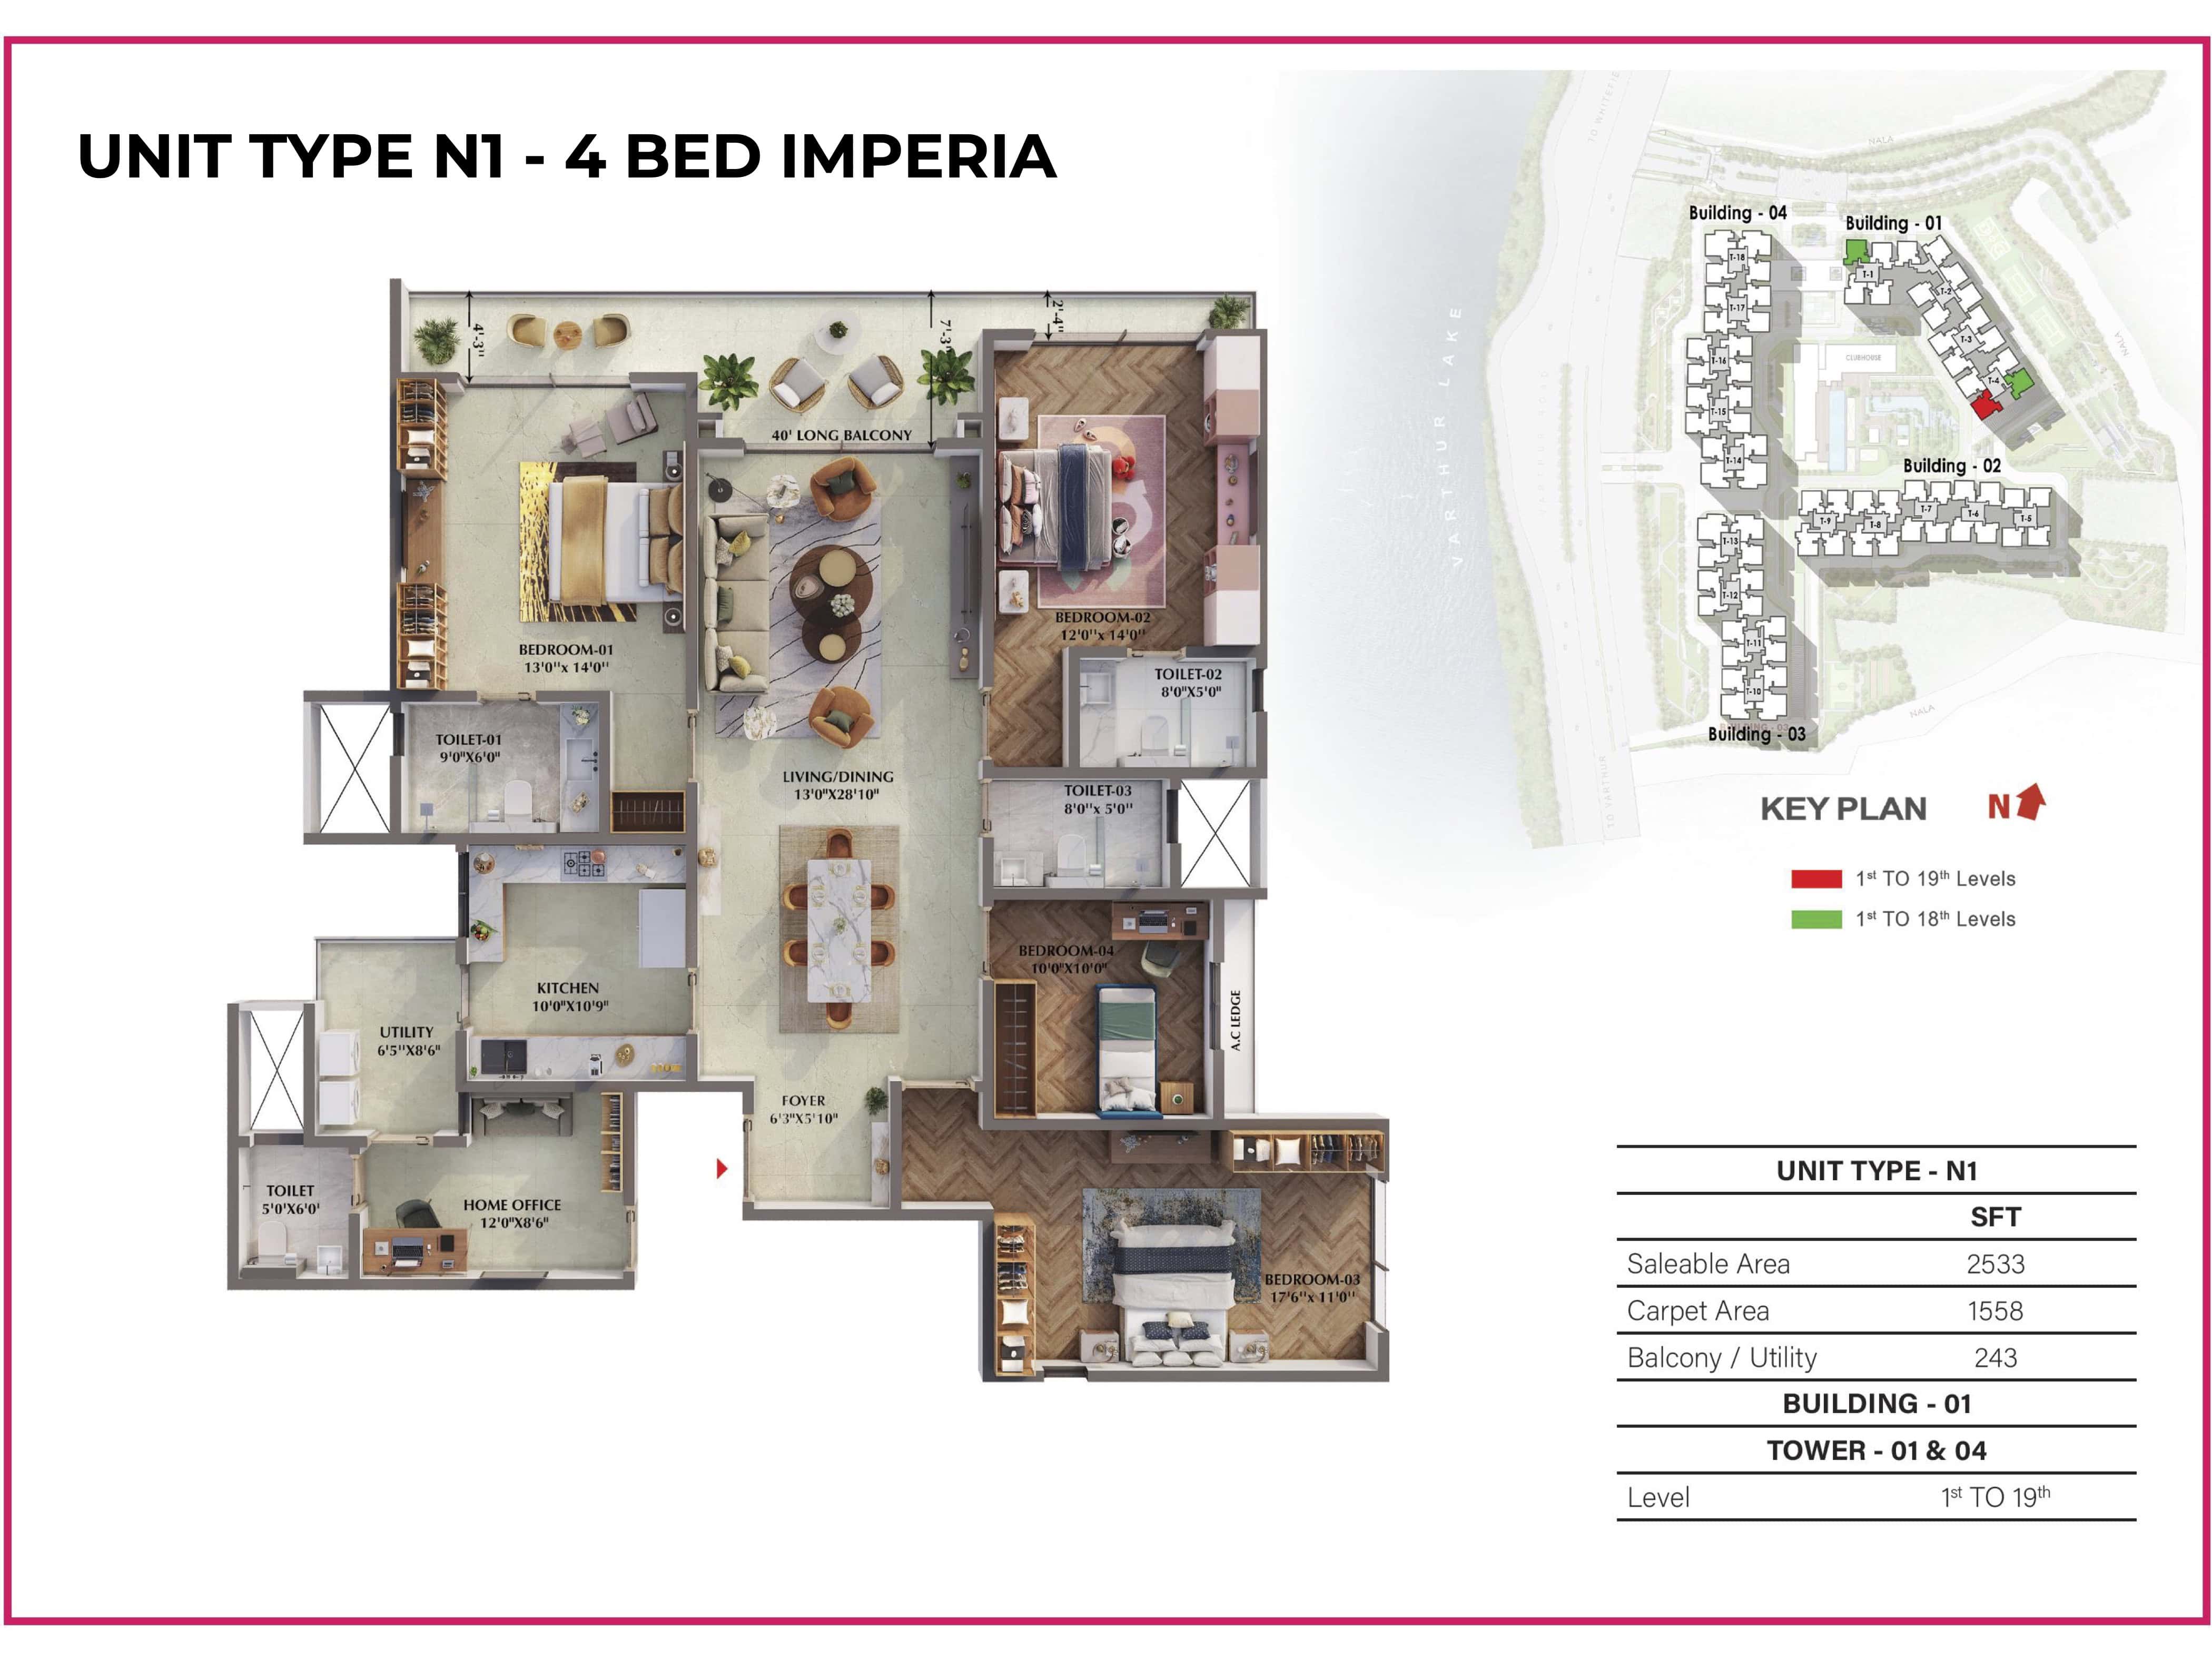 UNIT TYPE N1 - 4 BED IMPERIA
4'-3"
7'-3"
2'-4"
40' LONG BALCONY
BEDROOM-01
13'0''x 14'0''
BEDROOM-02
12'0''x 14'0''
TOILET-02
8'0"X5'0"
TOILET-01
9'0"X6'0"
LIVING/DINING
13'0"X28'10"
TOILET-03
8'0''x 5'0''
BEDROOM-04
10'0"X10'0"
KITCHEN
10'0"X10'9"
A.C LEDGE
UTILITY
6'5''X8'6"
FOYER
6'3"X5'10"
TOILET
5'0'X6'0'
HOME OFFICE
12'0"X8'6"
BEDROOM-03
17'6''x 11'0''
VARTHUR LAKE
TO VARTHUR
NALA
NALA
NALA
Building - 04
Building - 01
T-18
T-17
T-16
T-15
T-14
T-1
T-2
T-3
T-4
CLUBHOUSE
Building - 02
T-9
T-8
T-7
T-6
T-5
T-13
T-12
T-11
T-10
Building - 03
KEY PLAN
N
1st TO 19th Levels
1st TO 18th Levels
UNIT TYPE - N1
SFT
Saleable Area 2533
Carpet Area 1558
Balcony / Utility 243
BUILDING - 01
TOWER - 01 & 04
Level 1st TO 19th